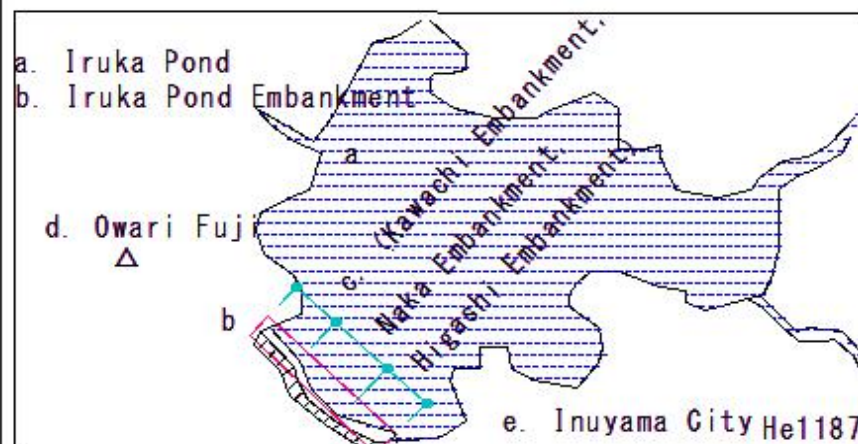 a. Iruka Pond
b. Iruka Pond Embankment
a
c. (Kawachi Embankment,
Naka Embankment,
Higashi Embankment)
d. Owari Fuji
b
e. Inuyama City He1187